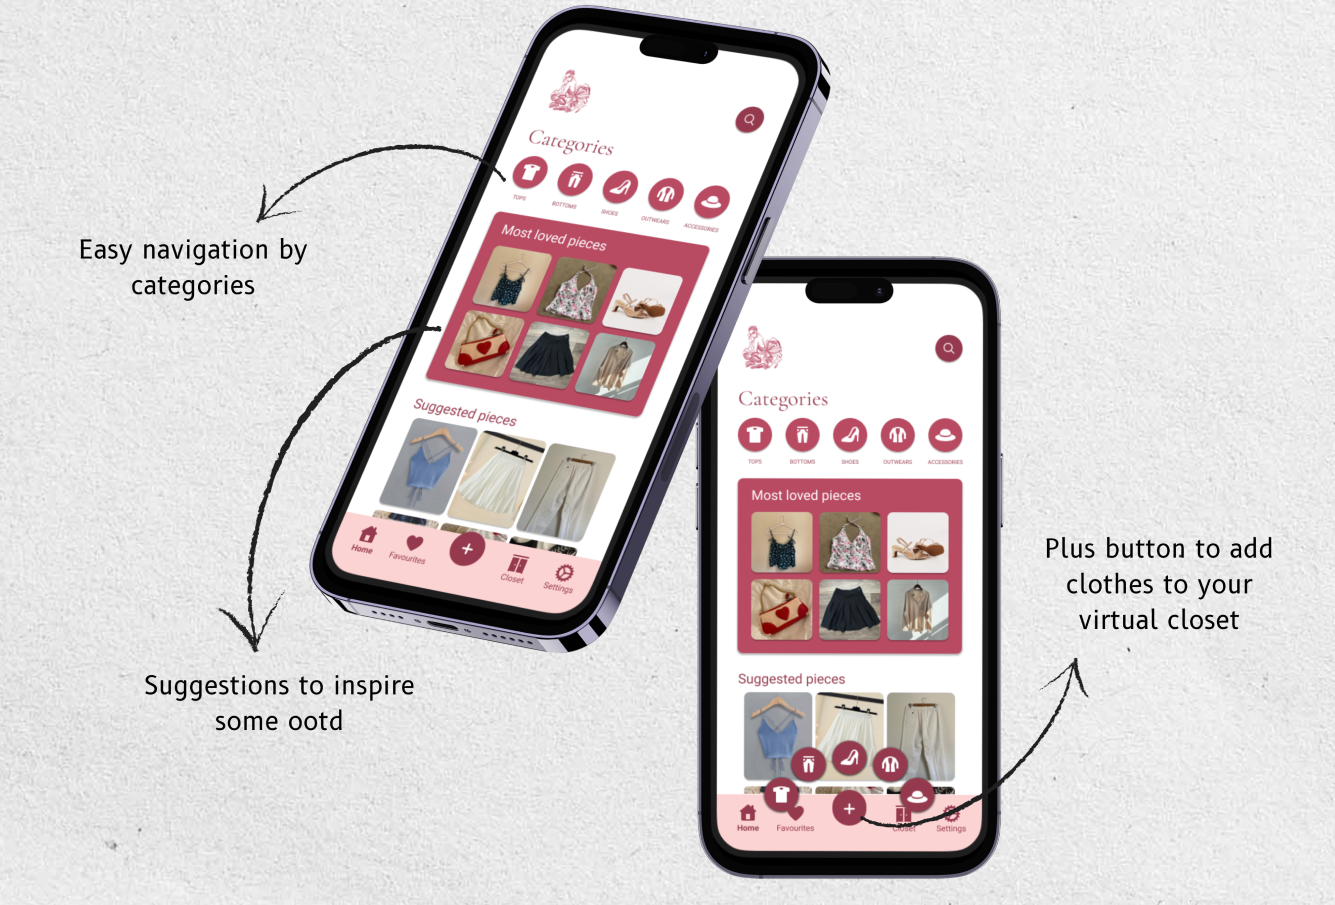 Categories
TOPS
BOTTOMS
SHOES
OUTWEARS
ACCESSORIES
Most loved pieces
Suggested pieces
Home
Favourites
+
Closet
Settings
Easy navigation by
categories
Suggestions to inspire
some ootd
Categories
TOPS
BOTTOMS
SHOES
OUTWEARS
ACCESSORIES
Most loved pieces
Suggested pieces
Home
Favourites
+
Closet
Settings
Plus button to add
clothes to your
virtual closet